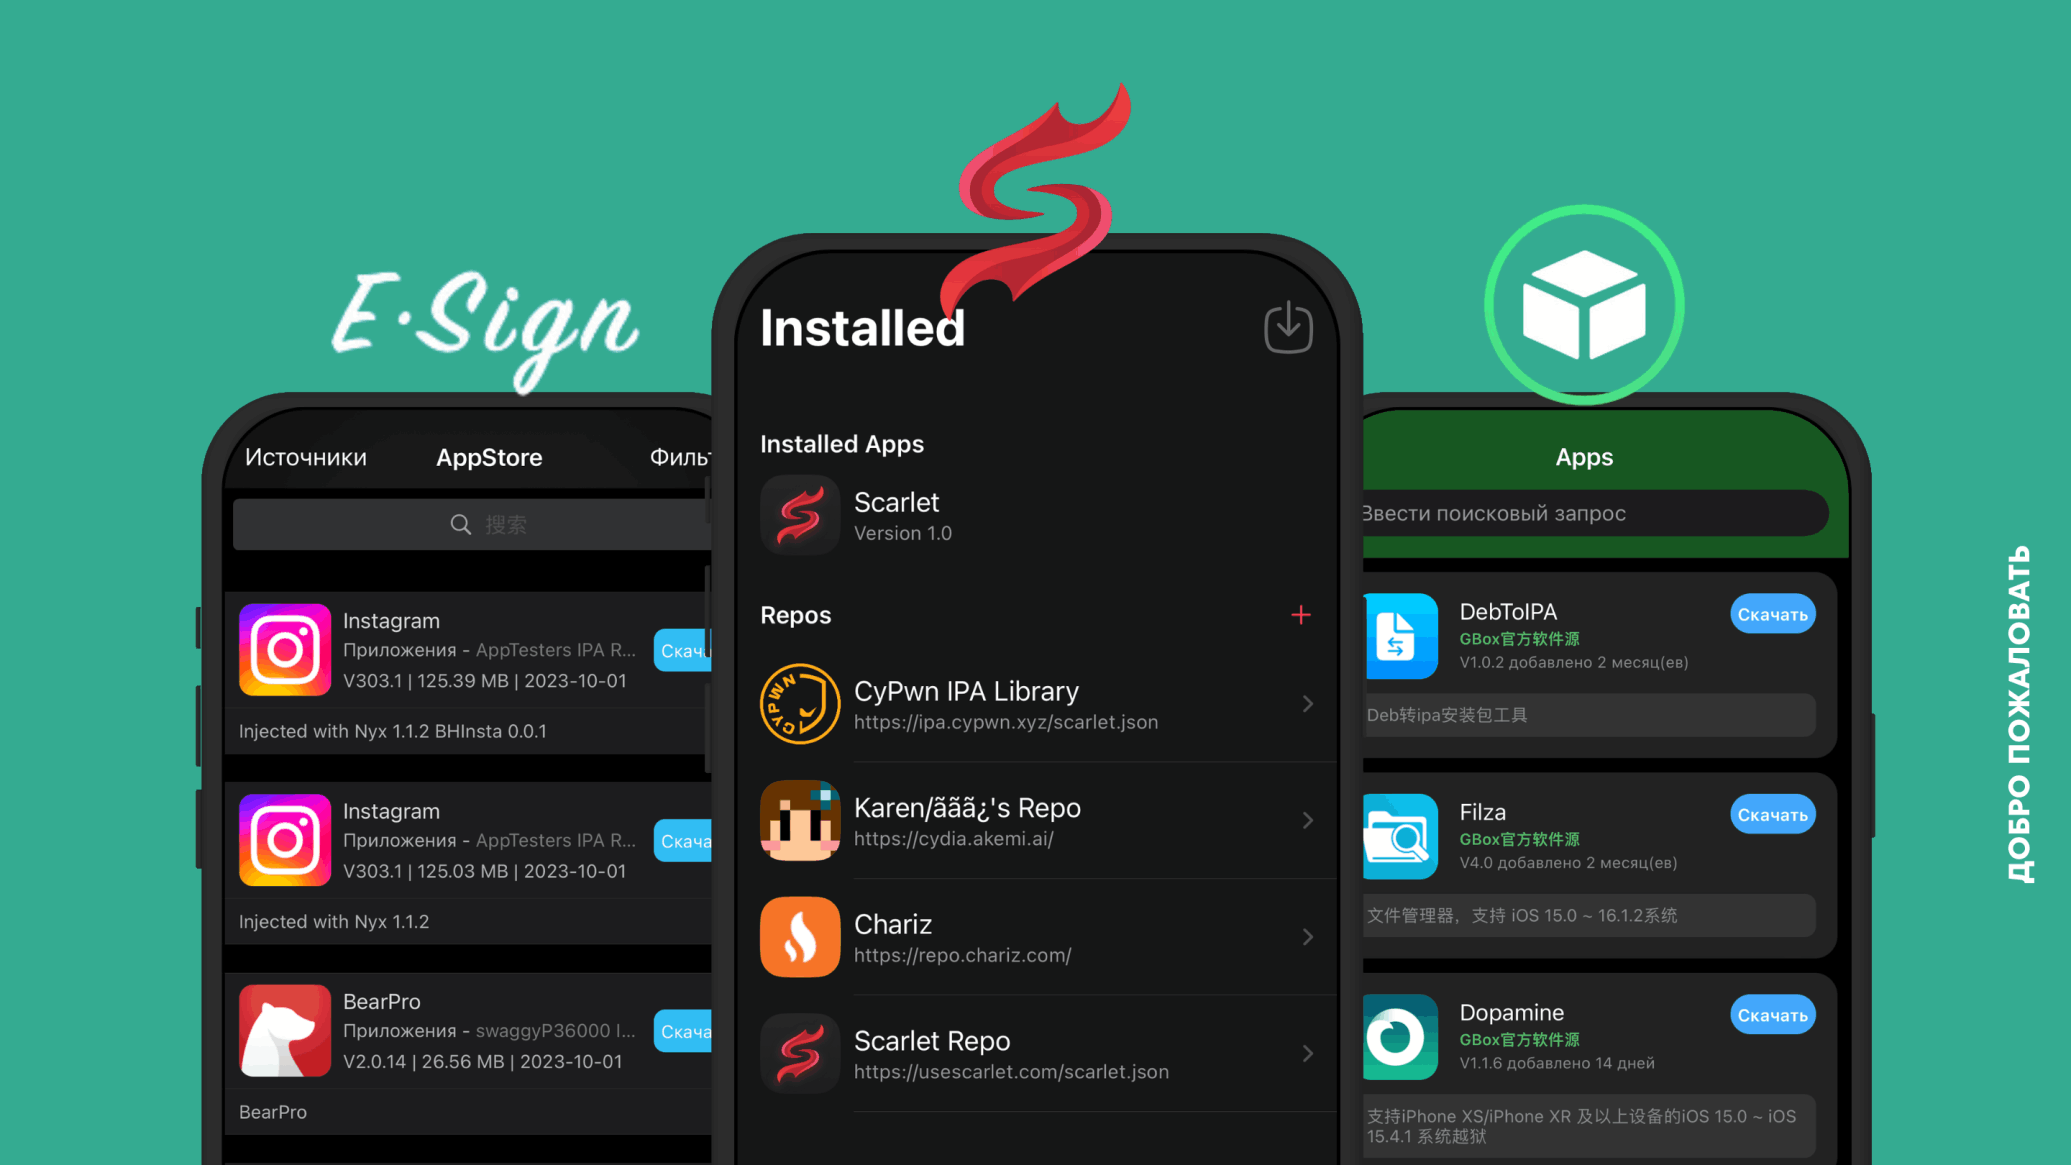 E·Sign
Источники
AppStore
Филь
搜索
Instagram
Приложения - AppTesters IPA R...
V303.1 | 125.39 MB | 2023-10-01
Скача
Injected with Nyx 1.1.2 BHInsta 0.0.1
Instagram
Приложения - AppTesters IPA R...
V303.1 | 125.03 MB | 2023-10-01
Скача
Injected with Nyx 1.1.2
BearPro
Приложения - swaggyP36000 I...
V2.0.14 | 26.56 MB | 2023-10-01
Скача
BearPro
Installed
Installed Apps
Scarlet
Version 1.0
Repos
+
CYPWN
CyPwn IPA Library
https://ipa.cypwn.xyz/scarlet.json
Karen/ããã¿'s Repo
https://cydia.akemi.ai/
Chariz
https://repo.chariz.com/
Scarlet Repo
https://usescarlet.com/scarlet.json
Apps
Ввести поисковый запрос
DebToIPA
GBox官方软件源
V1.0.2 добавлено 2 месяц(ев)
Скачать
Deb转ipa安装包工具
Filza
GBox官方软件源
V4.0 добавлено 2 месяц(ев)
Скачать
文件管理器，支持 iOS 15.0 ~ 16.1.2系统
Dopamine
GBox官方软件源
V1.1.6 добавлено 14 дней
Скачать
支持iPhone XS/iPhone XR 及以上设备的iOS 15.0 ~ iOS
15.4.1 系统越狱
ДОБРО ПОЖАЛОВАТЬ